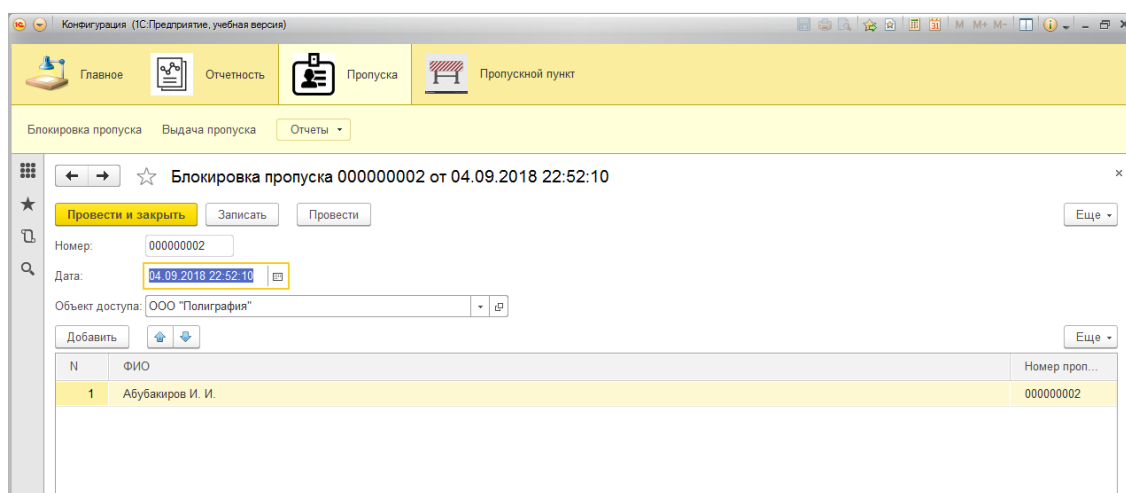 Конфигурация (1С:Предприятие, учебная версия)
M M+ M-
Главное Отчетность Пропуска Пропускной пункт
Блокировка пропуска Выдача пропуска Отчеты
Блокировка пропуска 000000002 от 04.09.2018 22:52:10
Провести и закрыть Записать Провести Еще
Номер: 000000002
Дата: 04.09.2018 22:52:10
Объект доступа: ООО "Полиграфия"
Добавить Еще
N ФИО Номер проп...
1 Абубакиров И. И. 000000002